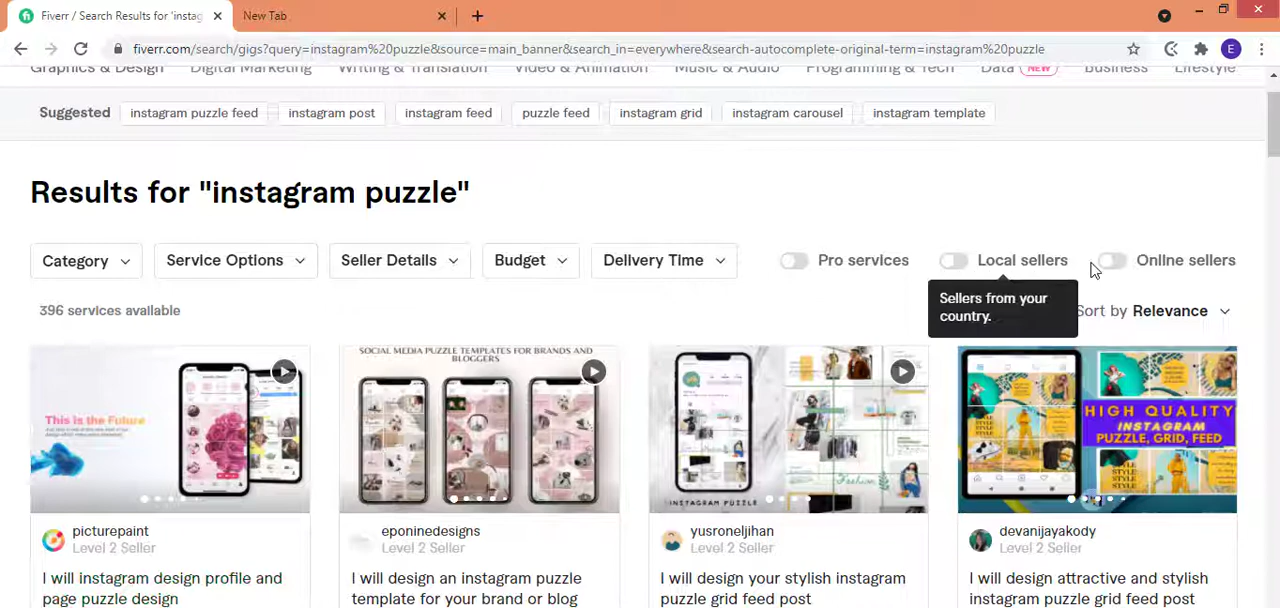 Fiverr / Search Results for 'instag
New Tab
fiverr.com/search/gigs?query=instagram%20puzzle&source=main_banner&search_in=everywhere&search-autocomplete-original-term=instagram%20puzzle
E
Graphics & Design Digital Marketing Writing & Translation Video & Animation Music & Audio Programming & Tech Data NEW Business Lifestyle
Suggested instagram puzzle feed instagram post instagram feed puzzle feed instagram grid instagram carousel instagram template
Results for "instagram puzzle"
Category Service Options Seller Details Budget Delivery Time Pro services Local sellers Online sellers
Sellers from your
country.
396 services available
Sort by Relevance
This is the Future
SOCIAL MEDIA PUZZLE TEMPLATES FOR BRANDS AND
BLOGGERS
INSTAGRAM PUZZLE
Fashion
HIGH QUALITY
INSTAGRAM
PUZZLE, GRID, FEED
STYLE
STYLE
STYLE
picturepaint
Level 2 Seller
I will instagram design profile and
page puzzle design
eponinedesigns
Level 2 Seller
I will design an instagram puzzle
template for your brand or blog
yusroneljihan
Level 2 Seller
I will design your stylish instagram
puzzle grid feed post
devanijayakody
Level 2 Seller
I will design attractive and stylish
instagram puzzle grid feed post